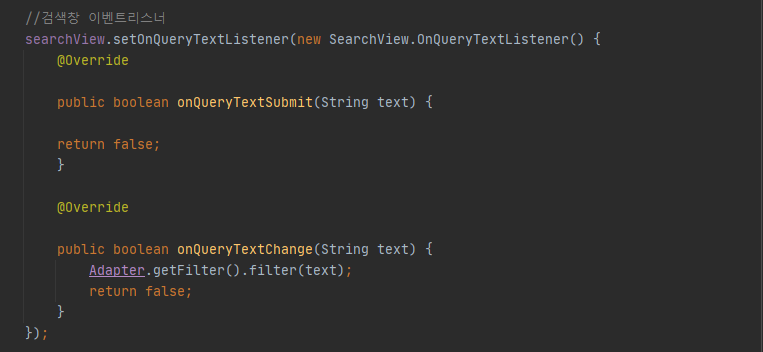 //검색창 이벤트리스너
searchView.setOnQueryTextListener(new SearchView.OnQueryTextListener() {
@Override
public boolean onQueryTextSubmit(String text) {
return false;
}
@Override
public boolean onQueryTextChange(String text) {
Adapter.getFilter().filter(text);
return false;
}
});